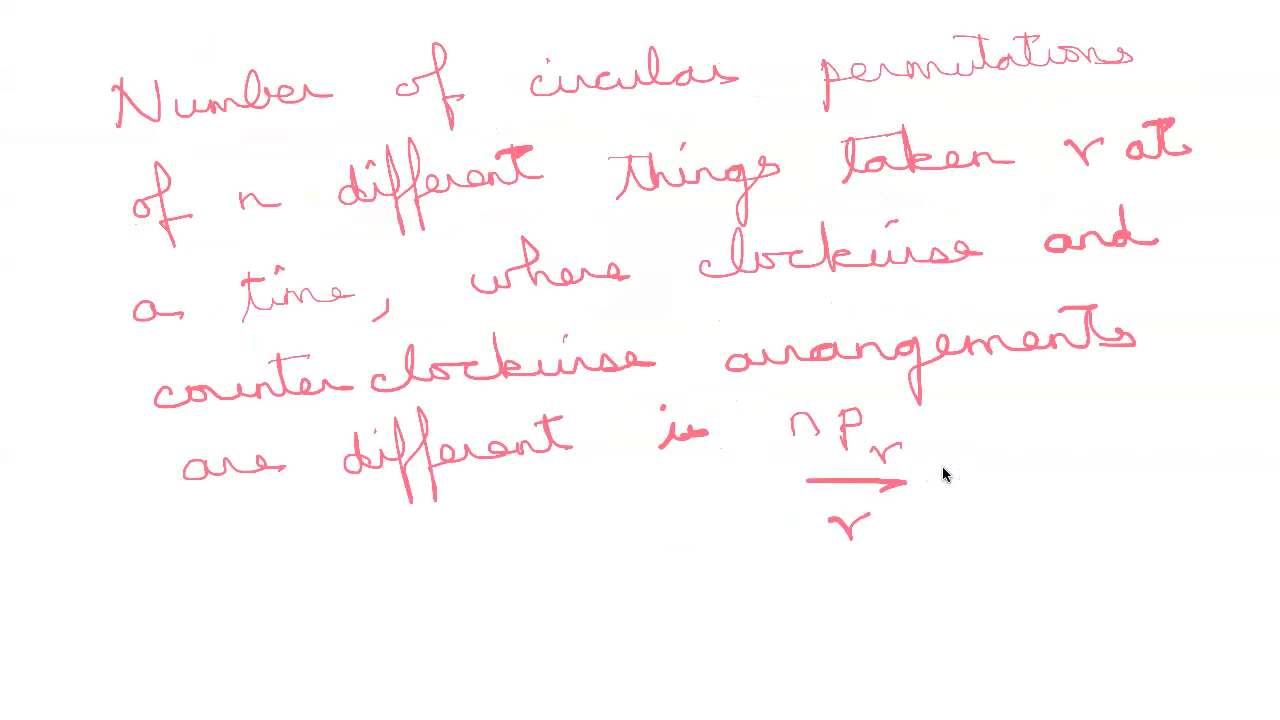 Number of circular permutations
of n different things taken r at
a time, where clockwise and
counter clockwise arrangements
are different is nPr
r